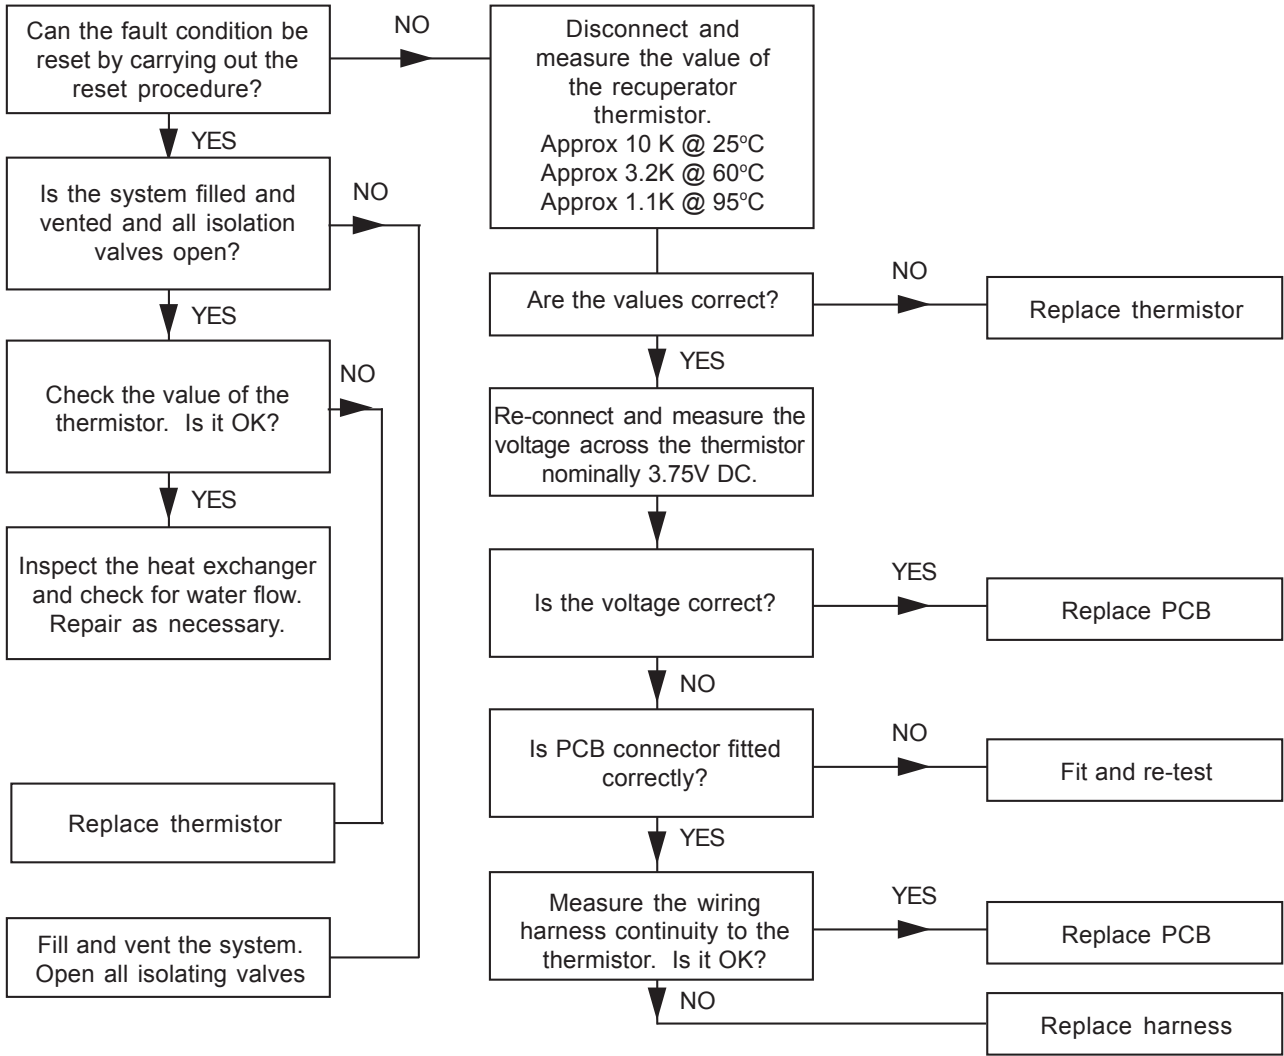 Can the fault condition be
reset by carrying out the
reset procedure?
NO
YES
Is the system filled and
vented and all isolation
valves open?
NO
YES
Check the value of the
thermistor. Is it OK?
NO
YES
Inspect the heat exchanger
and check for water flow.
Repair as necessary.
Replace thermistor
Fill and vent the system.
Open all isolating valves
Disconnect and
measure the value of
the recuperator
thermistor.
Approx 10 K @ 25°C
Approx 3.2K @ 60°C
Approx 1.1K @ 95°C
Are the values correct?
NO
Replace thermistor
YES
Re-connect and measure the
voltage across the thermistor
nominally 3.75V DC.
Is the voltage correct?
YES
Replace PCB
NO
Is PCB connector fitted
correctly?
NO
Fit and re-test
YES
Measure the wiring
harness continuity to the
thermistor. Is it OK?
YES
Replace PCB
NO
Replace harness